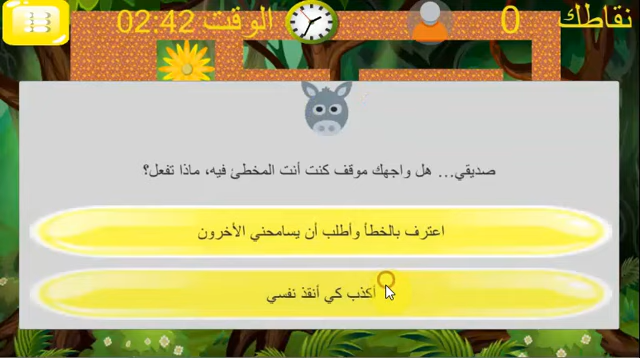 نقاطك 0 الوقت 02:42
صديقي... هل واجهك موقف كنت أنت المخطئ فيه، ماذا تفعل؟
اعترف بالخطأ وأطلب أن يسامحني الأخرون
أكذب كي أنقذ نفسي